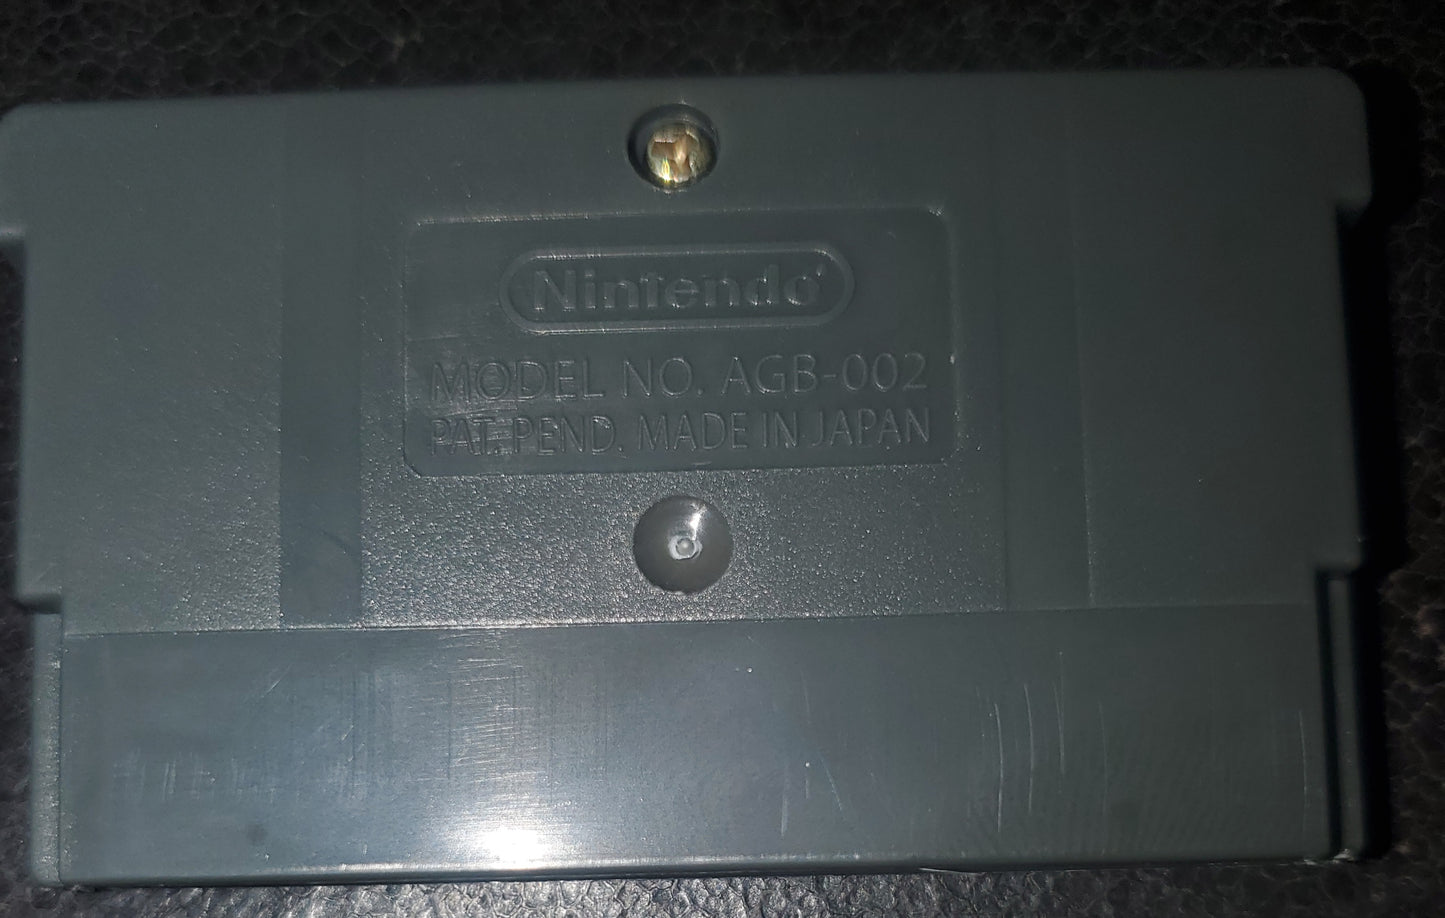 Nintendo
MODEL NO. AGB-002
PAT. PEND. MADE IN JAPAN